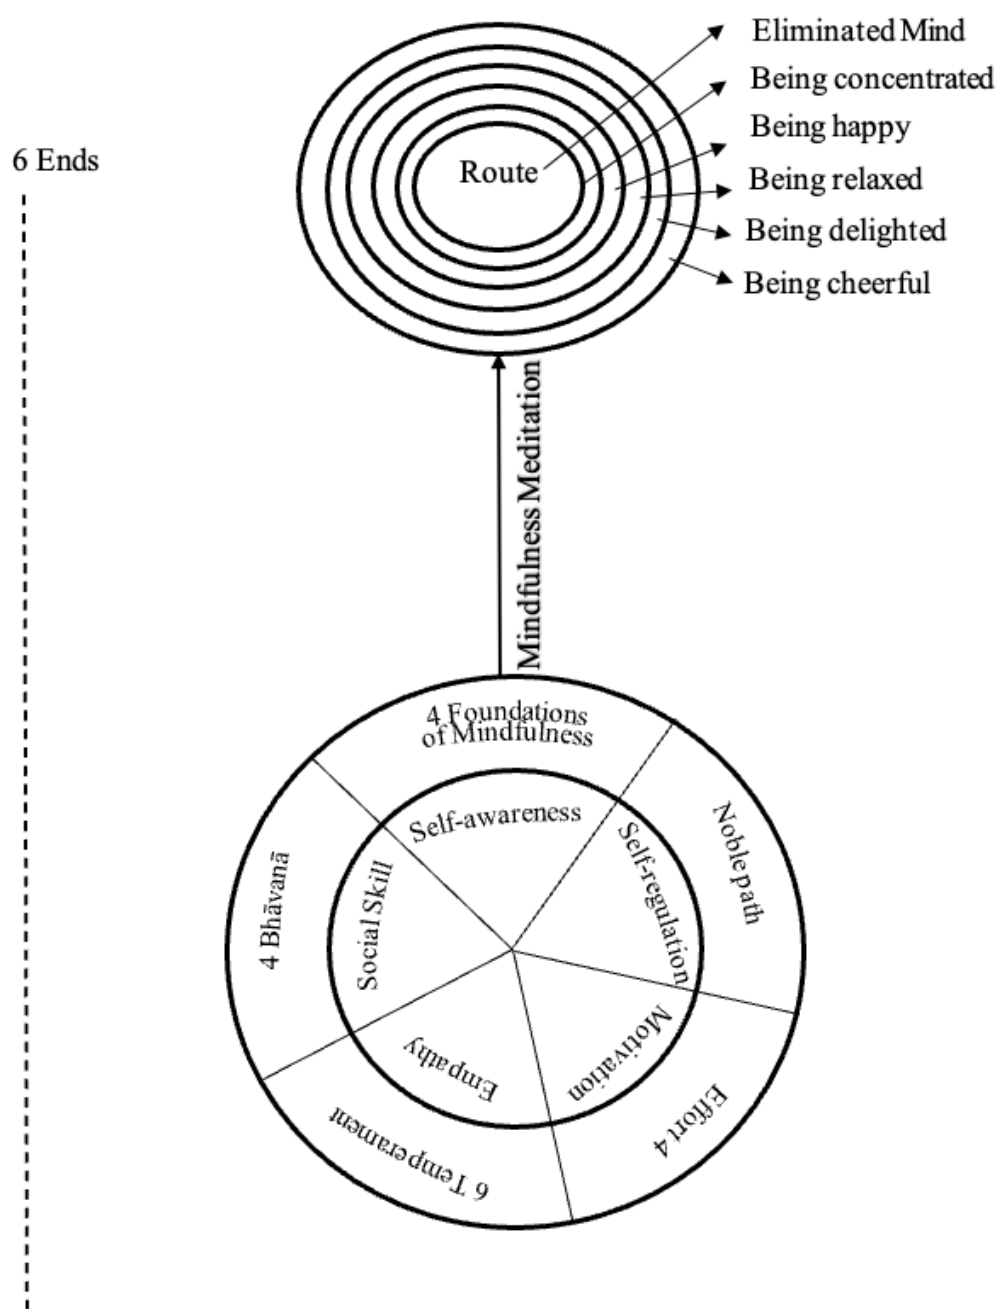 Eliminated Mind
Being concentrated
Being happy
6 Ends
Route
Being relaxed
Being delighted
Being cheerful
Mindfulness Meditation
4 Foundations
of Mindfulness
Self-awareness
Noble path
Self-regulation
4 Bhāvanā
Social Skill
Motivation
Empathy
Effort 4
6 Temperament